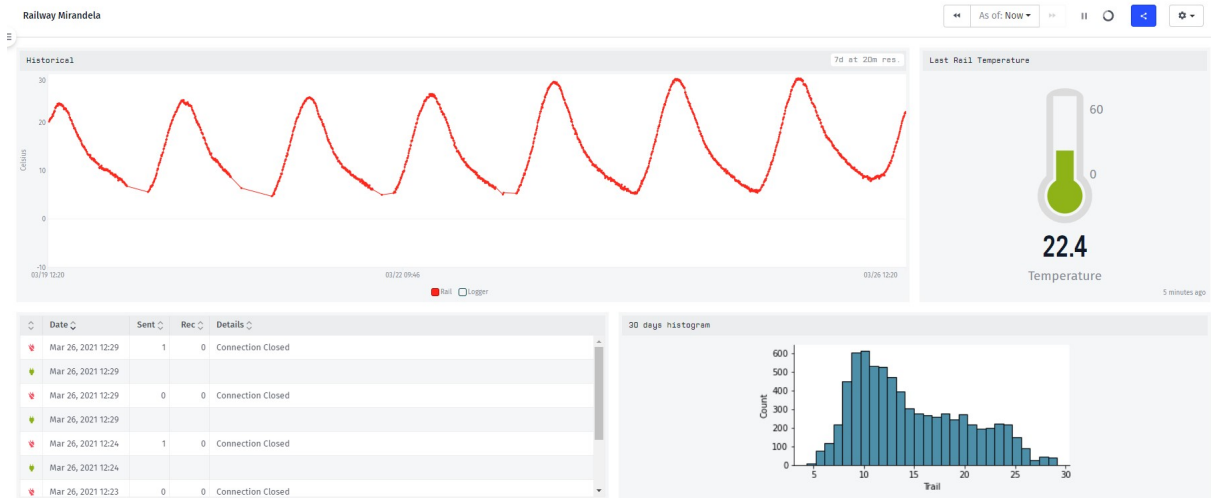 Railway Mirandela
As of: Now
Historical
7d at 20m res.
30
20
10
0
-10
Celsius
03/19 12:20
03/22 09:46
03/26 12:20
Rail
Logger
Last Rail Temperature
60
0
22.4
Temperature
5 minutes ago
Date Sent Rec Details
Mar 26, 2021 12:29 1 0 Connection Closed
Mar 26, 2021 12:29
Mar 26, 2021 12:29 0 0 Connection Closed
Mar 26, 2021 12:29
Mar 26, 2021 12:24 1 0 Connection Closed
Mar 26, 2021 12:24
Mar 26, 2021 12:23 0 0 Connection Closed
30 days histogram
600
500
400
300
200
100
0
Count
5 10 15 20 25 30
Trail